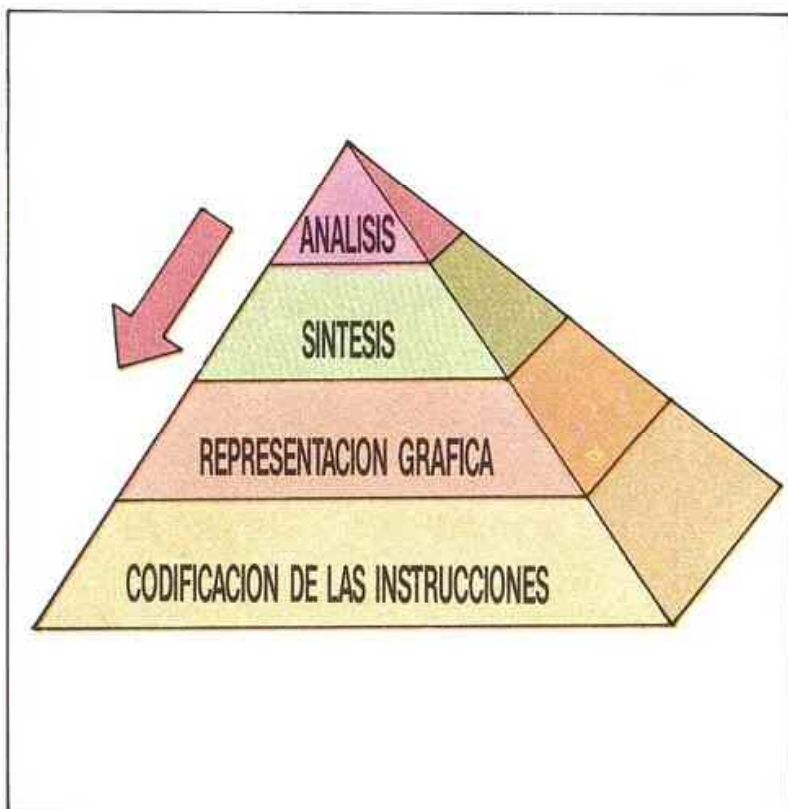 ANALISIS
SINTESIS
REPRESENTACION GRAFICA
CODIFICACION DE LAS INSTRUCCIONES